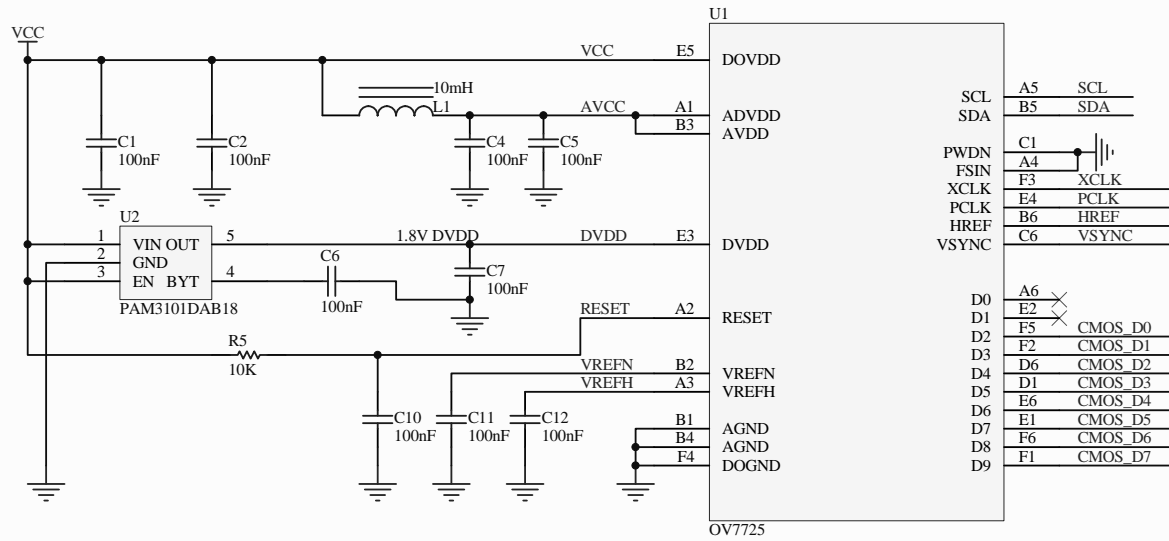 U1
VCC
VCC
E5
DOVDD
10mH
L1
AVCC
A1
ADVDD
B3
AVDD
C1
100nF
C2
100nF
C4
100nF
C5
100nF
A5
SCL
SCL
B5
SDA
SDA
C1
PWDN
A4
FSIN
F3
XCLK
XCLK
E4
PCLK
PCLK
B6
HREF
HREF
C6
VSYNC
VSYNC
U2
1
VIN OUT
5
1.8V DVDD
DVDD
E3
DVDD
2
GND
3
EN BYT
4
C6
100nF
C7
100nF
PAM3101DAB18
RESET
A2
RESET
R5
10K
VREFN
B2
VREFN
VREFH
A3
VREFH
C10
100nF
C11
100nF
C12
100nF
B1
AGND
B4
AGND
F4
DOGND
D0
A6
D1
E2
D2
F5
CMOS_D0
D3
F2
CMOS_D1
D4
D6
CMOS_D2
D5
D1
CMOS_D3
D6
E6
CMOS_D4
D7
E1
CMOS_D5
D8
F6
CMOS_D6
D9
F1
CMOS_D7
OV7725